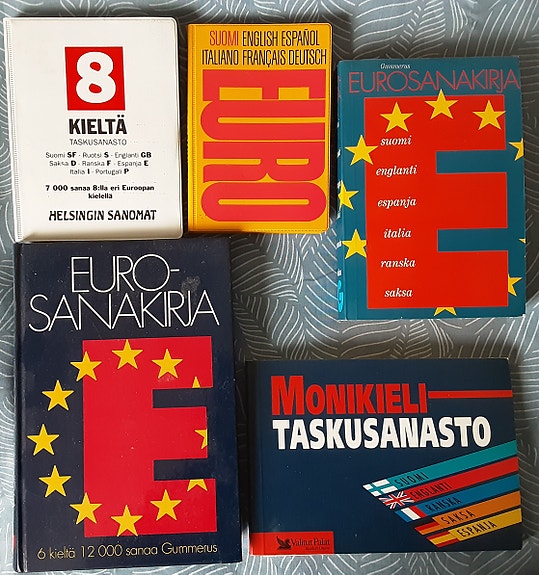 8
KIELTÄ
TASKUSANASTO
Suomi SF - Ruotsi S - Englanti GB
Saksa D - Ranska F - Espanja E
Italia I - Portugali P
7 000 sanaa 8:lla eri Euroopan
kielellä
HELSINGIN SANOMAT
SUOMI ENGLISH ESPAÑOL
ITALIANO FRANÇAIS DEUTSCH
EURO
Gummerus
EUROSANAKIRJA
E
suomi
englanti
espanja
italia
ranska
saksa
EURO-
SANAKIRJA
E
6 kieltä 12 000 sanaa Gummerus
MONIKIELI
TASKUSANASTO
SUOMI
ENGLANTI
RANSKA
SAKSA
ESPANJA
Valitut Palat